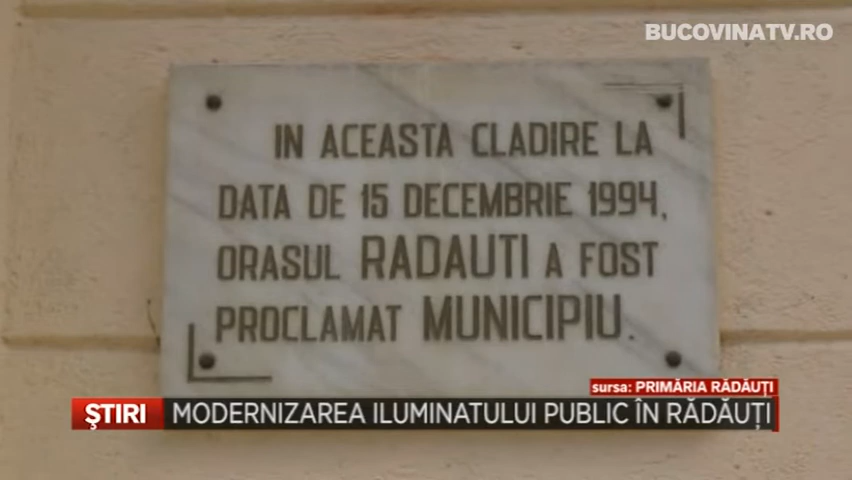 BUCOVINATV.RO
IN ACEASTA CLADIRE LA
DATA DE 15 DECEMBRIE 1994,
ORASUL RADAUTI A FOST
PROCLAMAT MUNICIPIU.
sursa: PRIMĂRIA RĂDĂUȚI
ŞTIRI MODERNIZAREA ILUMINATULUI PUBLIC ÎN RĂDĂUȚI